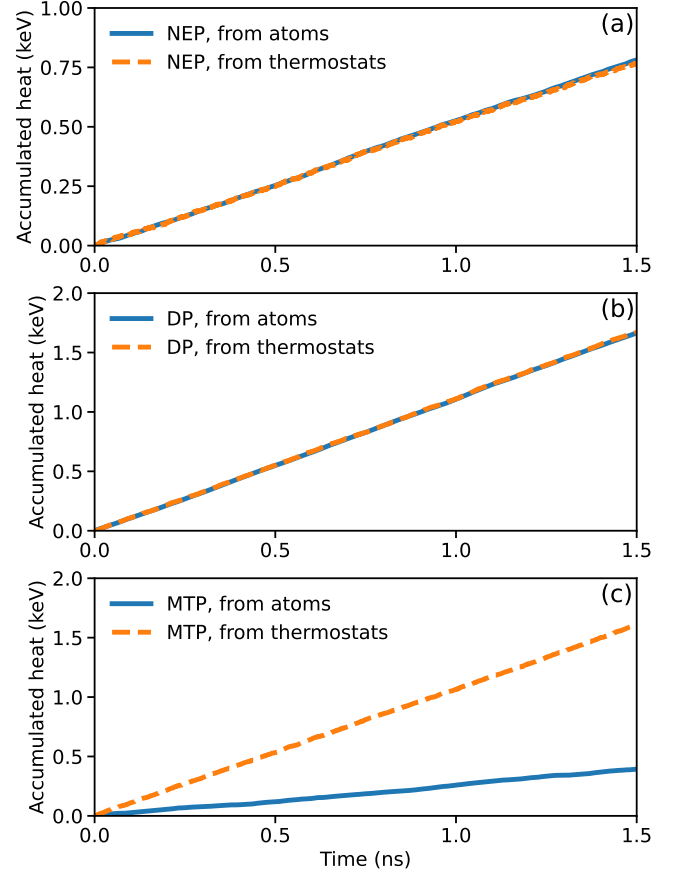 (a)
NEP, from atoms
NEP, from thermostats
Accumulated heat (keV)
1.00
0.75
0.50
0.25
0.00
0.0 0.5 1.0 1.5
(b)
DP, from atoms
DP, from thermostats
Accumulated heat (keV)
2.0
1.5
1.0
0.5
0.0
0.0 0.5 1.0 1.5
(c)
MTP, from atoms
MTP, from thermostats
Accumulated heat (keV)
2.0
1.5
1.0
0.5
0.0
0.0 0.5 1.0 1.5
Time (ns)